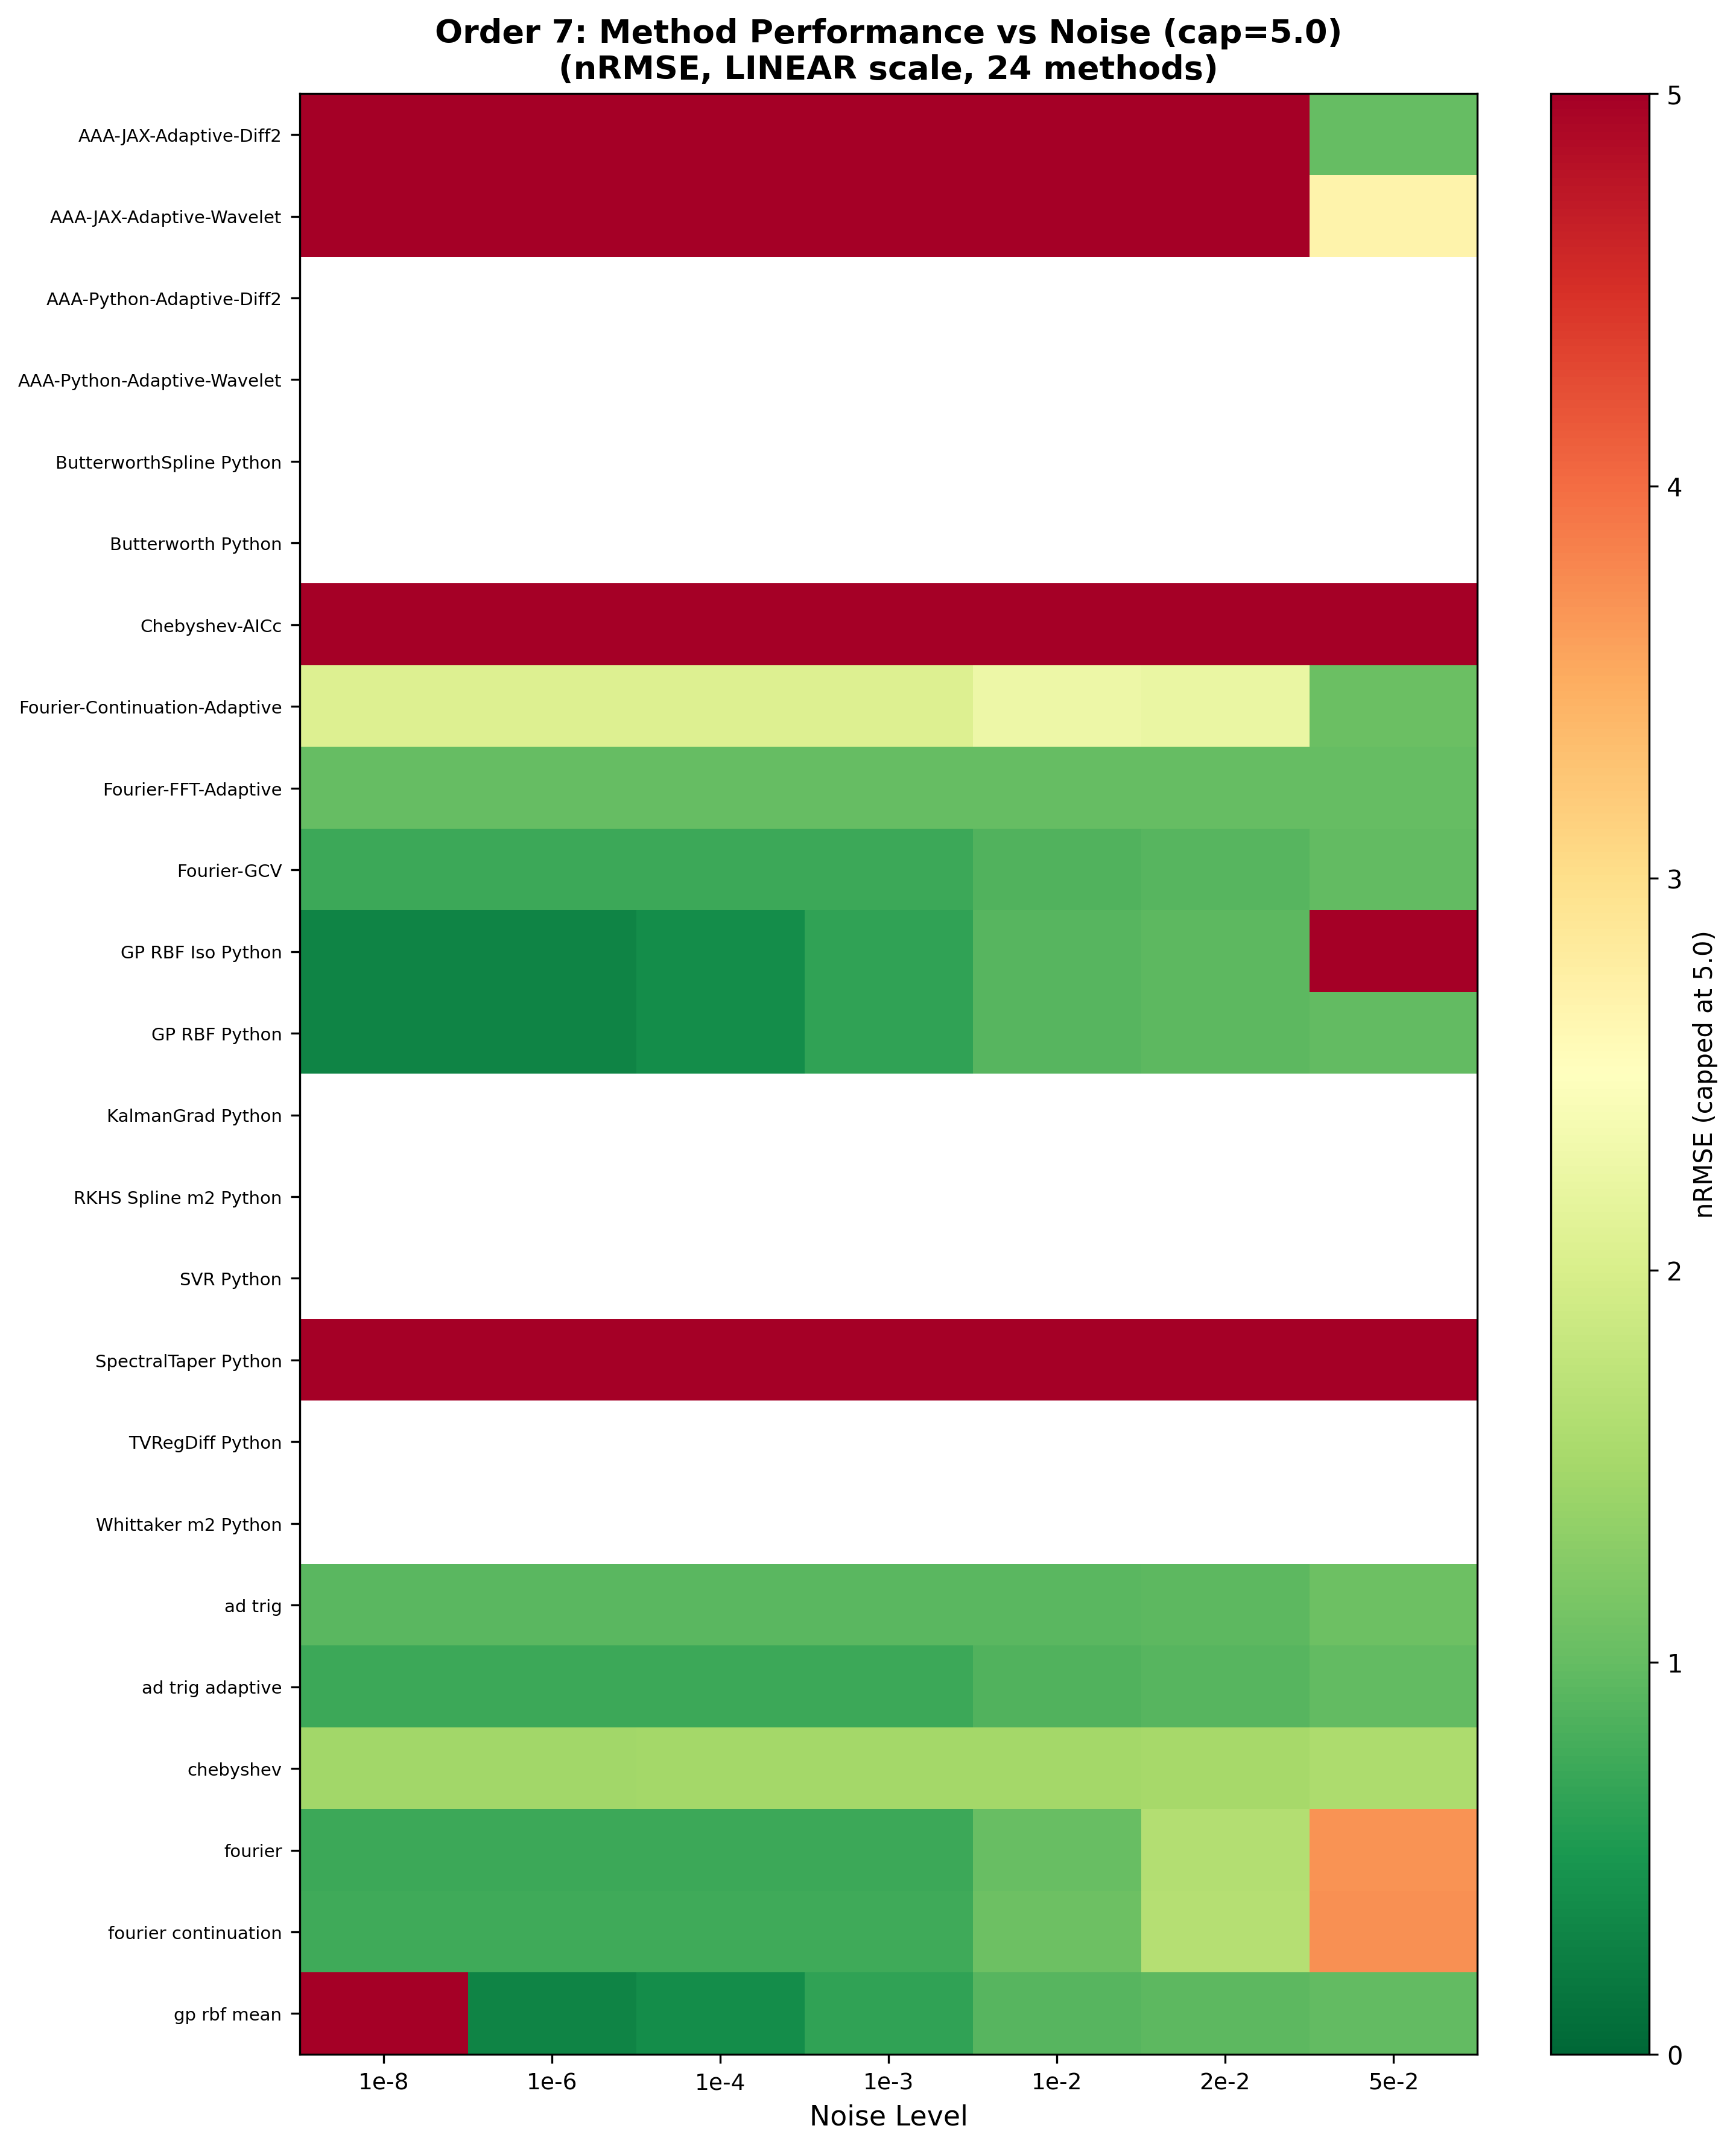 Order 7: Method Performance vs Noise (cap=5.0)
(nRMSE, LINEAR scale, 24 methods)
AAA-JAX-Adaptive-Diff2
AAA-JAX-Adaptive-Wavelet
AAA-Python-Adaptive-Diff2
AAA-Python-Adaptive-Wavelet
ButterworthSpline Python
Butterworth Python
Chebyshev-AICc
Fourier-Continuation-Adaptive
Fourier-FFT-Adaptive
Fourier-GCV
GP RBF Iso Python
GP RBF Python
KalmanGrad Python
RKHS Spline m2 Python
SVR Python
SpectralTaper Python
TVRegDiff Python
Whittaker m2 Python
ad trig
ad trig adaptive
chebyshev
fourier
fourier continuation
gp rbf mean
1e-8 1e-6 1e-4 1e-3 1e-2 2e-2 5e-2
Noise Level
5
4
3
2
1
0
nRMSE (capped at 5.0)